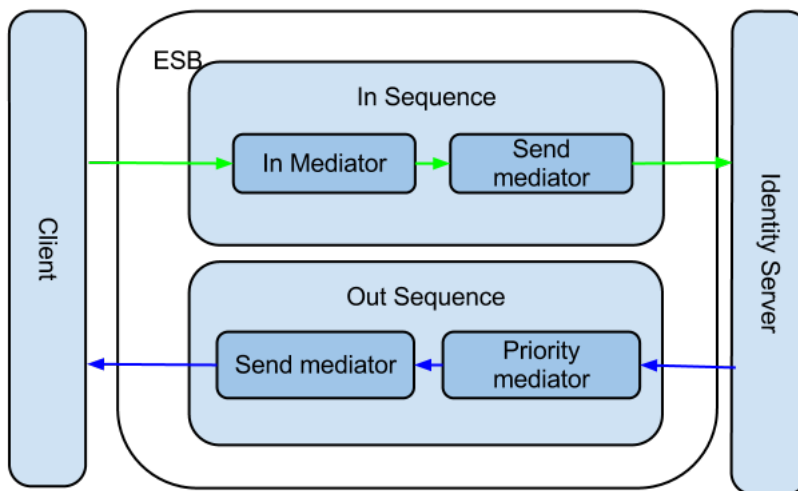 ESB
In Sequence
In Mediator
Send
mediator
Client
Identity Server
Out Sequence
Send mediator
Priority
mediator